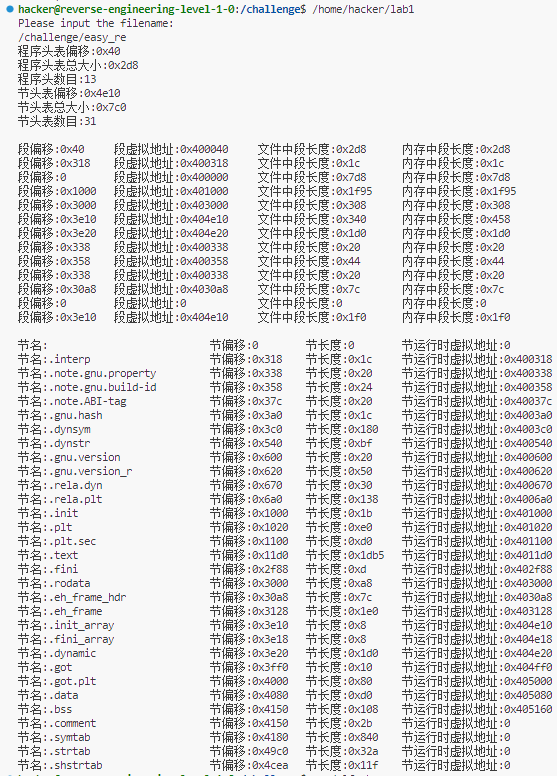 hacker@reverse-engineering-level-1-0:/challenge$ /home/hacker/lab1
Please input the filename:
/challenge/easy_re
程序头表偏移:0x40
程序头表总大小:0x2d8
程序头数目:13
节头表偏移:0x4e10
节头表总大小:0x7c0
节头表数目:31
段偏移:0x40 段虚拟地址:0x400040 文件中段长度:0x2d8 内存中段长度:0x2d8
段偏移:0x318 段虚拟地址:0x400318 文件中段长度:0x1c 内存中段长度:0x1c
段偏移:0 段虚拟地址:0x400000 文件中段长度:0x7d8 内存中段长度:0x7d8
段偏移:0x1000 段虚拟地址:0x401000 文件中段长度:0x1f95 内存中段长度:0x1f95
段偏移:0x3000 段虚拟地址:0x403000 文件中段长度:0x308 内存中段长度:0x308
段偏移:0x3e10 段虚拟地址:0x404e10 文件中段长度:0x340 内存中段长度:0x458
段偏移:0x3e20 段虚拟地址:0x404e20 文件中段长度:0x1d0 内存中段长度:0x1d0
段偏移:0x338 段虚拟地址:0x400338 文件中段长度:0x20 内存中段长度:0x20
段偏移:0x358 段虚拟地址:0x400358 文件中段长度:0x44 内存中段长度:0x44
段偏移:0x338 段虚拟地址:0x400338 文件中段长度:0x20 内存中段长度:0x20
段偏移:0x30a8 段虚拟地址:0x4030a8 文件中段长度:0x7c 内存中段长度:0x7c
段偏移:0 段虚拟地址:0 文件中段长度:0 内存中段长度:0
段偏移:0x3e10 段虚拟地址:0x404e10 文件中段长度:0x1f0 内存中段长度:0x1f0
节名: 节偏移:0 节长度:0 节运行时虚拟地址:0
节名:.interp 节偏移:0x318 节长度:0x1c 节运行时虚拟地址:0x400318
节名:.note.gnu.property 节偏移:0x338 节长度:0x20 节运行时虚拟地址:0x400338
节名:.note.gnu.build-id 节偏移:0x358 节长度:0x24 节运行时虚拟地址:0x400358
节名:.note.ABI-tag 节偏移:0x37c 节长度:0x20 节运行时虚拟地址:0x40037c
节名:.gnu.hash 节偏移:0x3a0 节长度:0x1c 节运行时虚拟地址:0x4003a0
节名:.dynsym 节偏移:0x3c0 节长度:0x180 节运行时虚拟地址:0x4003c0
节名:.dynstr 节偏移:0x540 节长度:0xbf 节运行时虚拟地址:0x400540
节名:.gnu.version 节偏移:0x600 节长度:0x20 节运行时虚拟地址:0x400600
节名:.gnu.version_r 节偏移:0x620 节长度:0x50 节运行时虚拟地址:0x400620
节名:.rela.dyn 节偏移:0x670 节长度:0x30 节运行时虚拟地址:0x400670
节名:.rela.plt 节偏移:0x6a0 节长度:0x138 节运行时虚拟地址:0x4006a0
节名:.init 节偏移:0x1000 节长度:0x1b 节运行时虚拟地址:0x401000
节名:.plt 节偏移:0x1020 节长度:0xe0 节运行时虚拟地址:0x401020
节名:.plt.sec 节偏移:0x1100 节长度:0xd0 节运行时虚拟地址:0x401100
节名:.text 节偏移:0x11d0 节长度:0x1db5 节运行时虚拟地址:0x4011d0
节名:.fini 节偏移:0x2f88 节长度:0xd 节运行时虚拟地址:0x402f88
节名:.rodata 节偏移:0x3000 节长度:0xa8 节运行时虚拟地址:0x403000
节名:.eh_frame_hdr 节偏移:0x30a8 节长度:0x7c 节运行时虚拟地址:0x4030a8
节名:.eh_frame 节偏移:0x3128 节长度:0x1e0 节运行时虚拟地址:0x403128
节名:.init_array 节偏移:0x3e10 节长度:0x8 节运行时虚拟地址:0x404e10
节名:.fini_array 节偏移:0x3e18 节长度:0x8 节运行时虚拟地址:0x404e18
节名:.dynamic 节偏移:0x3e20 节长度:0x1d0 节运行时虚拟地址:0x404e20
节名:.got 节偏移:0x3ff0 节长度:0x10 节运行时虚拟地址:0x404ff0
节名:.got.plt 节偏移:0x4000 节长度:0x80 节运行时虚拟地址:0x405000
节名:.data 节偏移:0x4080 节长度:0xd0 节运行时虚拟地址:0x405080
节名:.bss 节偏移:0x4150 节长度:0x108 节运行时虚拟地址:0x405160
节名:.comment 节偏移:0x4150 节长度:0x2b 节运行时虚拟地址:0
节名:.symtab 节偏移:0x4180 节长度:0x840 节运行时虚拟地址:0
节名:.strtab 节偏移:0x49c0 节长度:0x32a 节运行时虚拟地址:0
节名:.shstrtab 节偏移:0x4cea 节长度:0x11f 节运行时虚拟地址:0